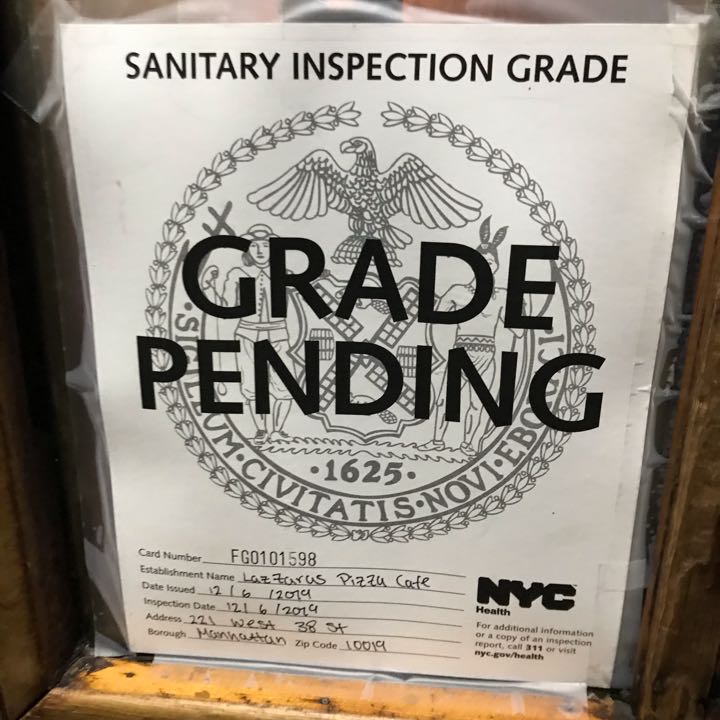 SANITARY INSPECTION GRADE
GRADE
PENDING
SIGILLUM·CIVITATIS·NOVI·EBORACI
·1625·
Card Number FG0101598
Establishment Name Lazzarus Pizza Cafe
Date Issued 12/6/2019
Inspection Date 12/6/2019
Address 221 West 38 St
Borough Manhattan Zip Code 10019
NYC
Health
For additional information
or a copy of an inspection
report, call 311 or visit
nyc.gov/health